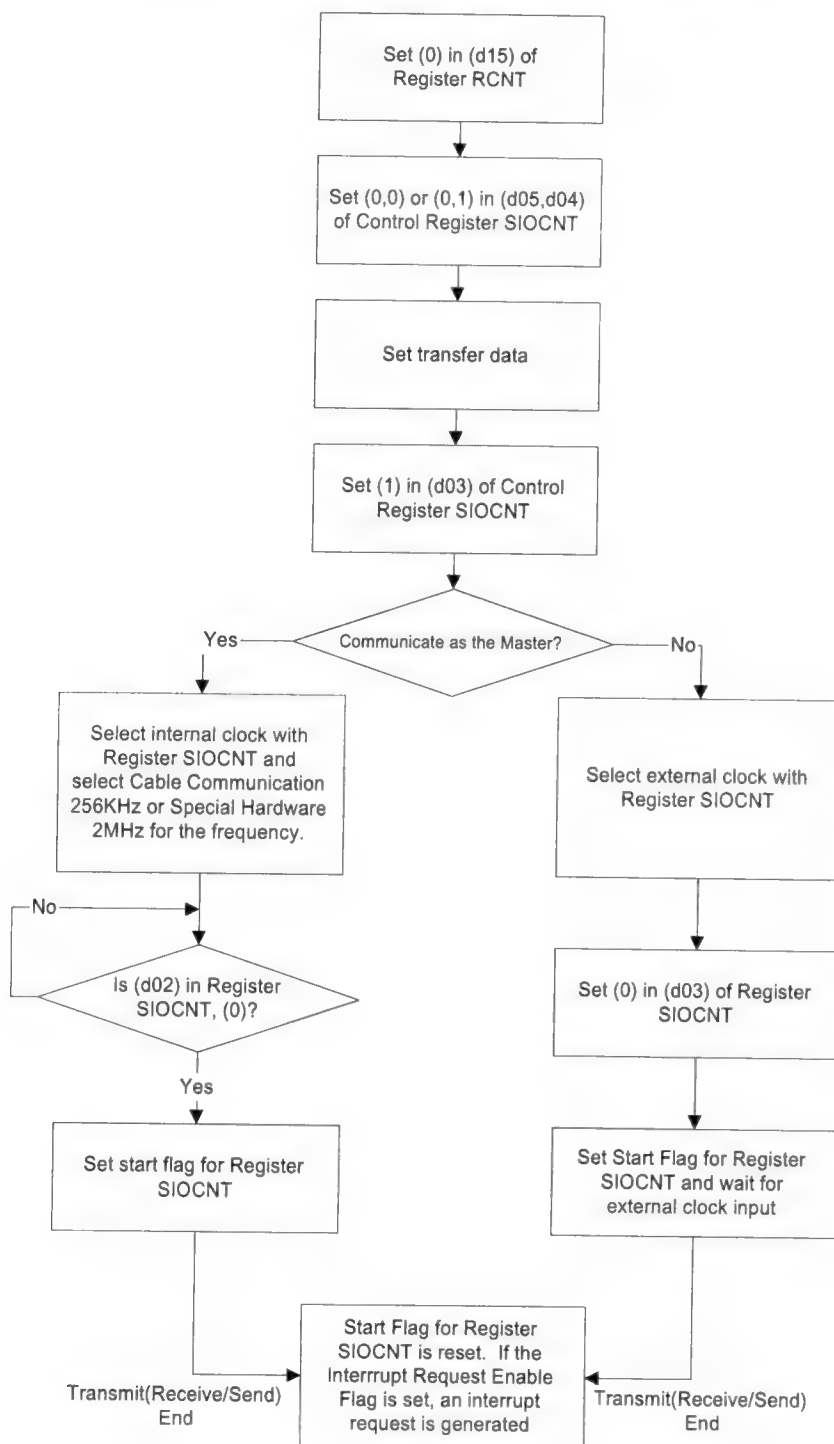 Set (0) in (d15) of
Register RCNT
Set (0,0) or (0,1) in (d05,d04)
of Control Register SIOCNT
Set transfer data
Set (1) in (d03) of Control
Register SIOCNT
Communicate as the Master?
Yes
No
Select internal clock with
Register SIOCNT and
select Cable Communication
256KHz or Special Hardware
2MHz for the frequency.
Select external clock with
Register SIOCNT
No
Is (d02) in Register
SIOCNT, (0)?
Yes
Set (0) in (d03) of Register
SIOCNT
Set start flag for Register
SIOCNT
Set Start Flag for Register
SIOCNT and wait for
external clock input
Start Flag for Register
SIOCNT is reset. If the
Interrrupt Request Enable
Flag is set, an interrupt
request is generated
Transmit(Receive/Send)
End
Transmit(Receive/Send)
End